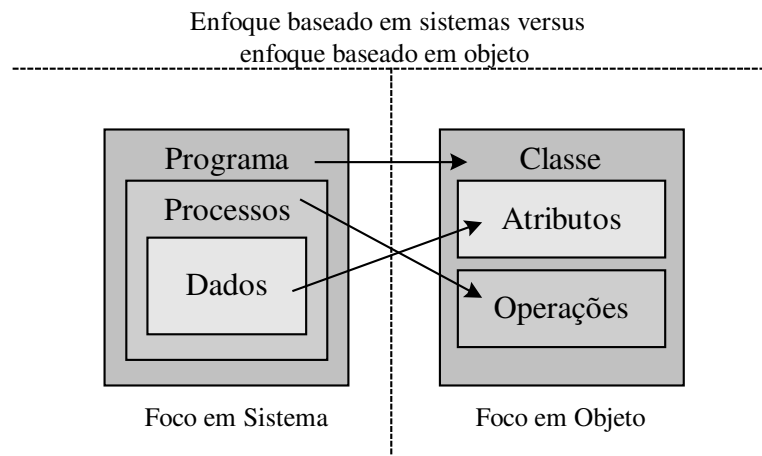 Enfoque baseado em sistemas versus
enfoque baseado em objeto
Programa
Processos
Dados
Classe
Atributos
Operações
Foco em Sistema
Foco em Objeto